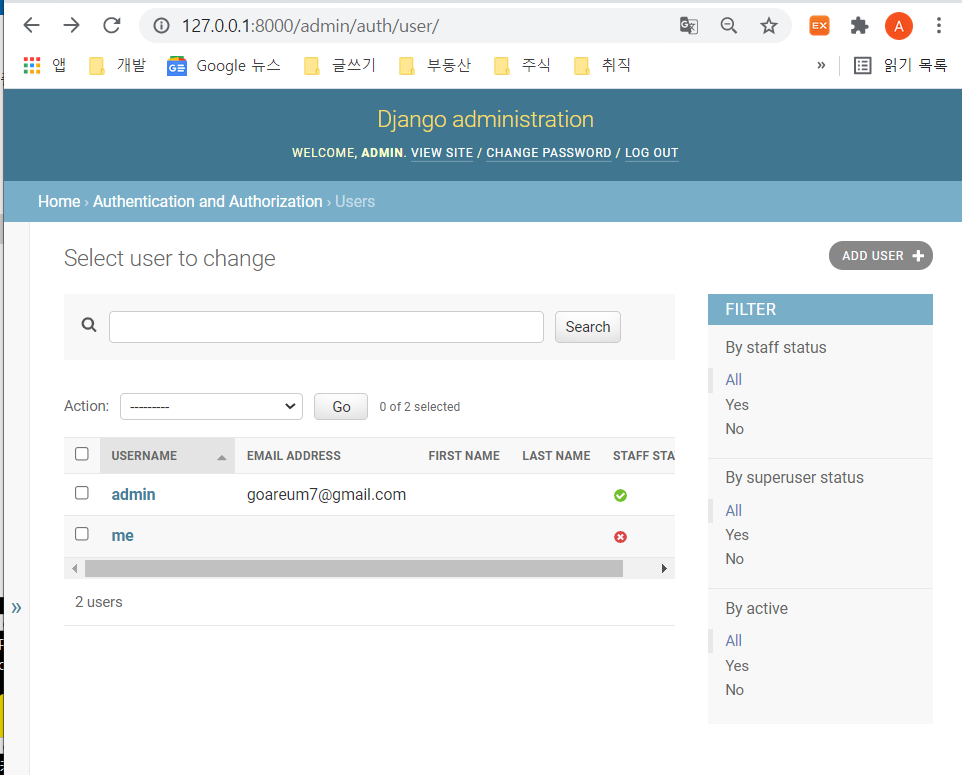 127.0.0.1:8000/admin/auth/user/
EX
A
앱 개발 Google 뉴스 글쓰기 부동산 주식 취직 » 읽기 목록
Django administration
WELCOME, ADMIN. VIEW SITE / CHANGE PASSWORD / LOG OUT
Home › Authentication and Authorization › Users
Select user to change
ADD USER +
Search
Action: --------- Go 0 of 2 selected
USERNAME EMAIL ADDRESS FIRST NAME LAST NAME STAFF STA
admin goareum7@gmail.com
me
2 users
»
FILTER
By staff status
All
Yes
No
By superuser status
All
Yes
No
By active
All
Yes
No